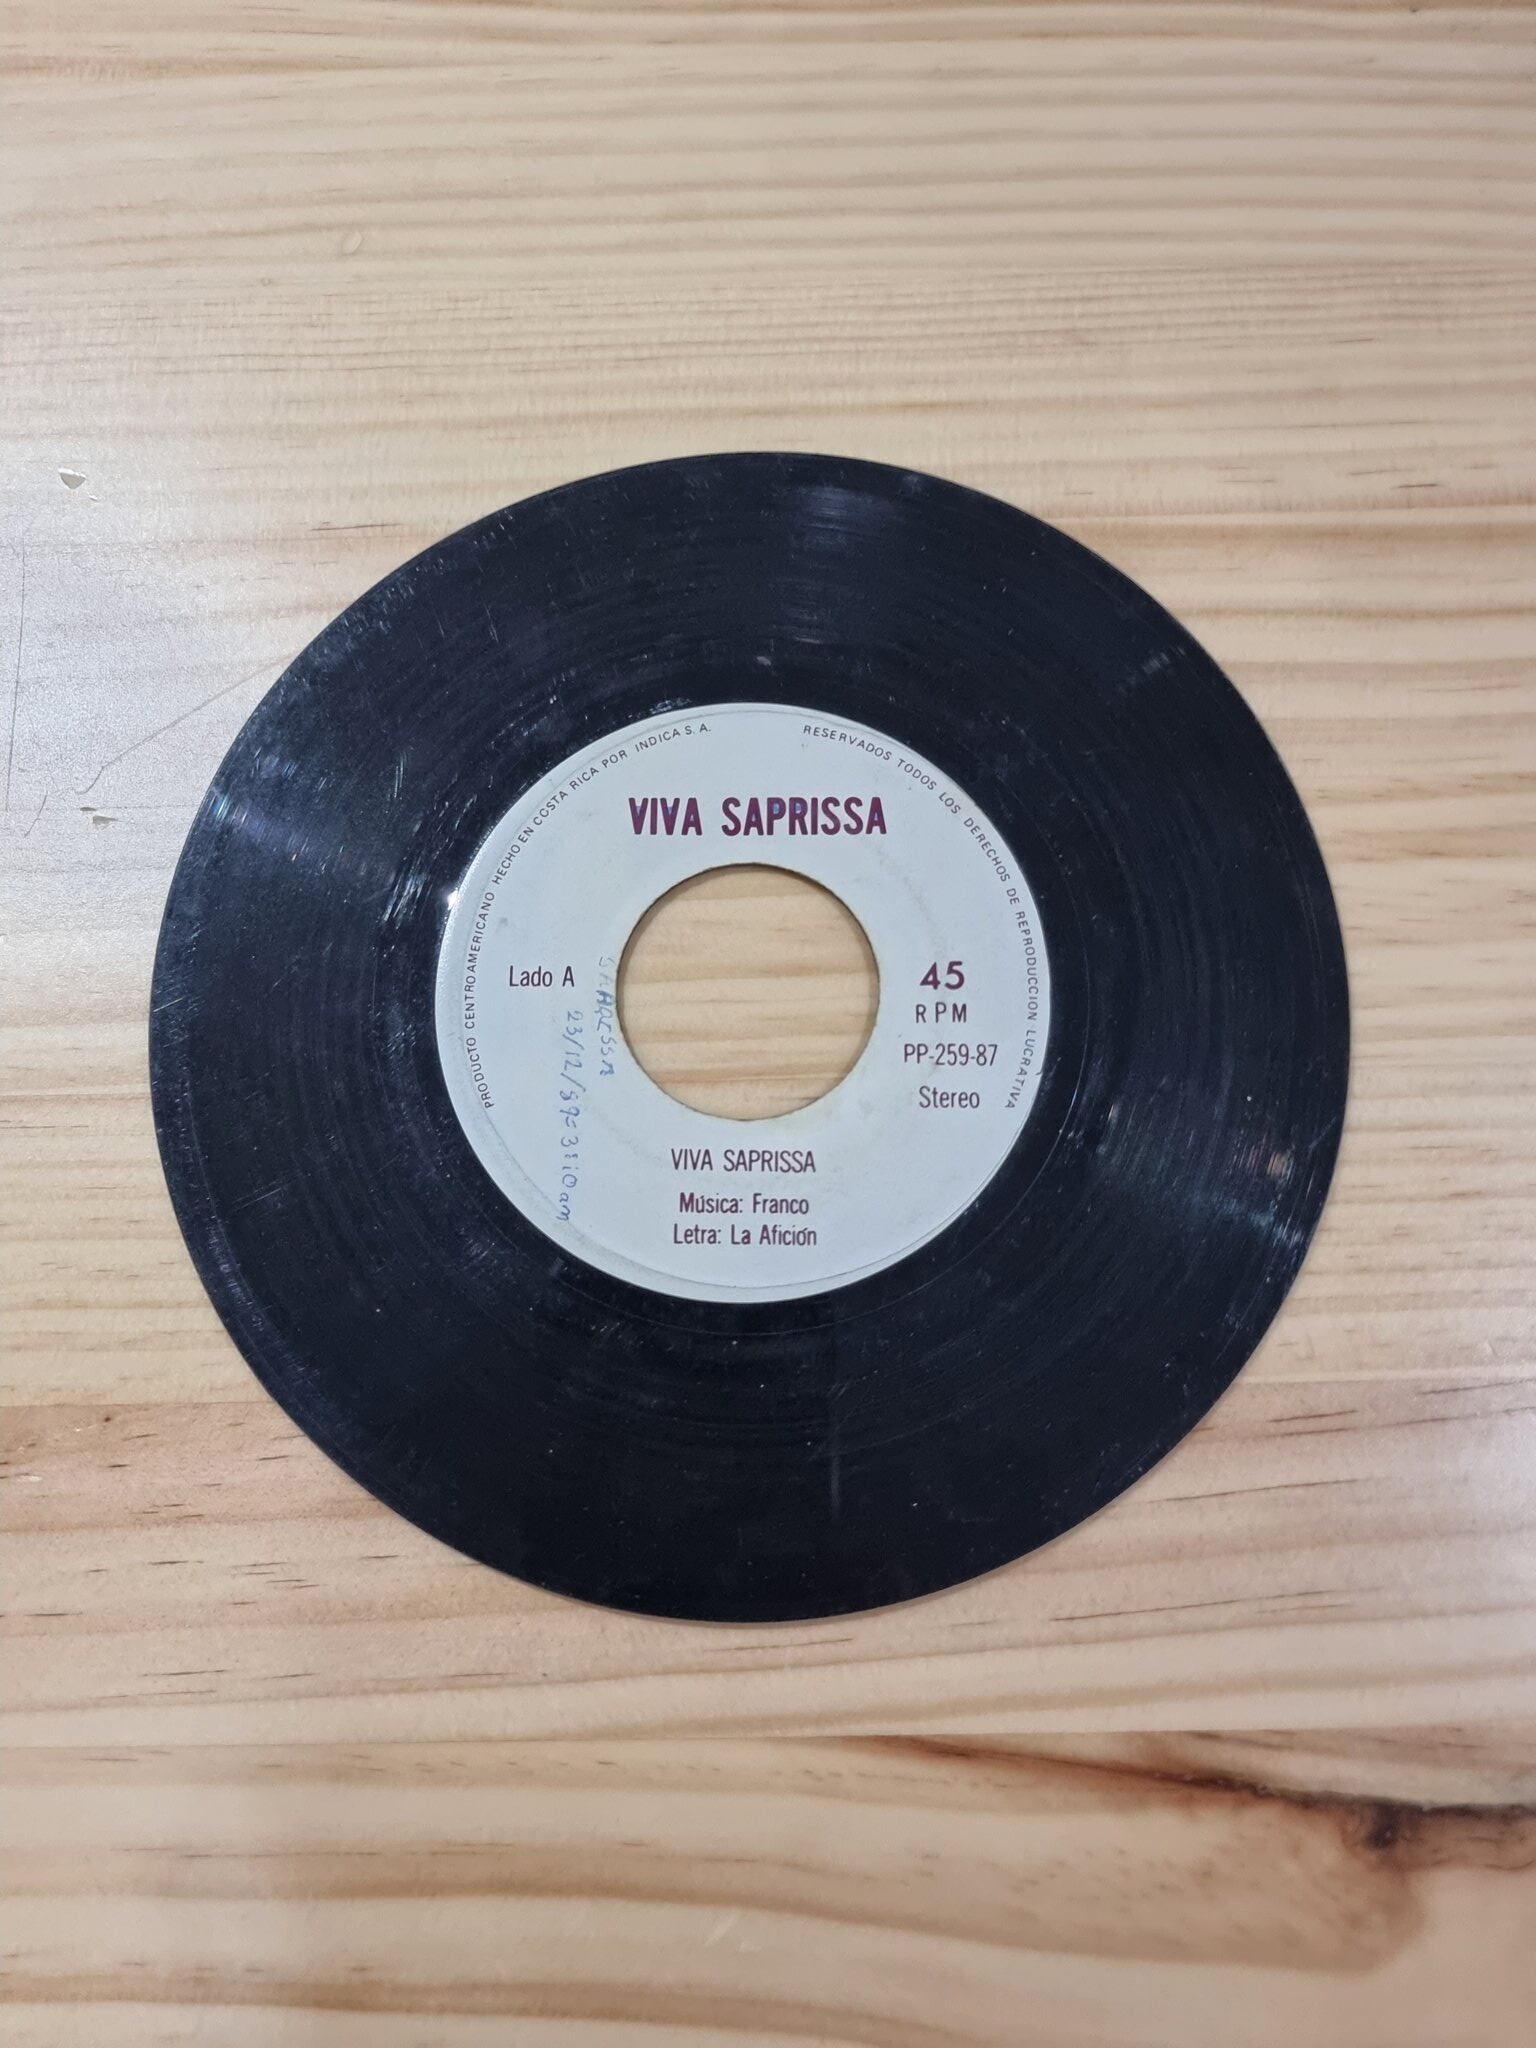 PRODUCTO CENTROAMERICANO HECHO EN COSTA RICA POR INDICA S.A.
RESERVADOS TODOS LOS DERECHOS DE REPRODUCCION LUCRATIVA
VIVA SAPRISSA
Lado A
45
RPM
PP-259-87
Stereo
VIVA SAPRISSA
Música: Franco
Letra: La Afición